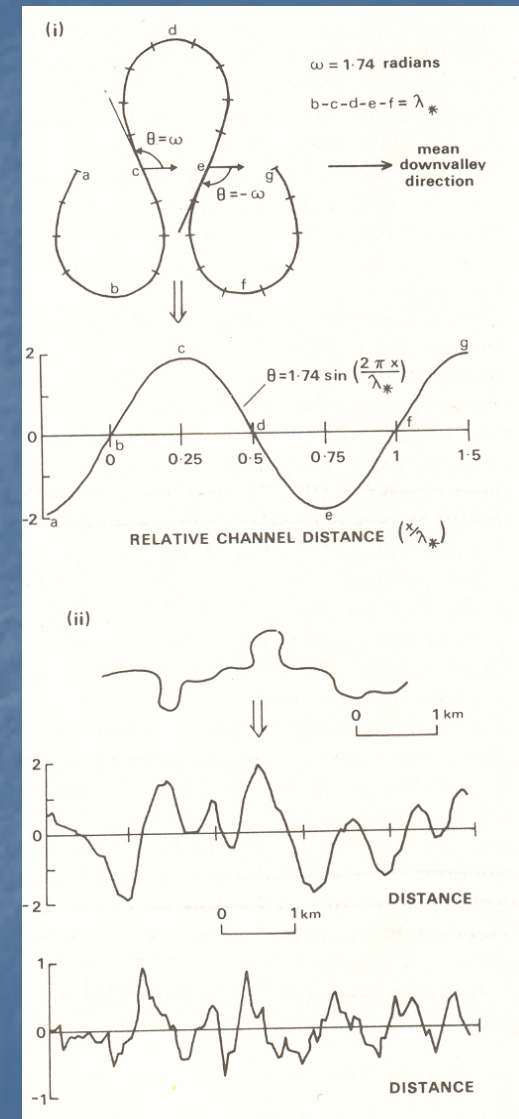 (i)
d
ω = 1·74 radians
b-c-d-e-f = λ*
mean
downvalley
direction
θ=ω
a
c
e
g
θ=-ω
b
f
2
c
g
θ=1·74 sin (2πx/λ*)
0
b
d
f
0
0·25
0·5
0·75
1
1·5
-2
a
e
RELATIVE CHANNEL DISTANCE (x/λ*)
(ii)
0
1 km
2
0
-2
DISTANCE
0
1 km
1
0
-1
DISTANCE